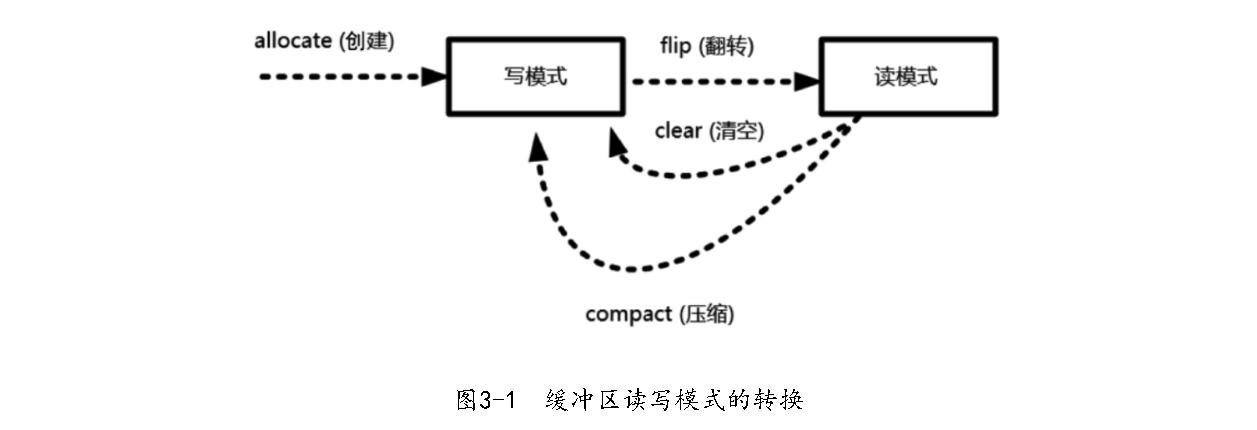 allocate (创建)
写模式
flip (翻转)
读模式
clear (清空)
compact (压缩)
图3-1 缓冲区读写模式的转换